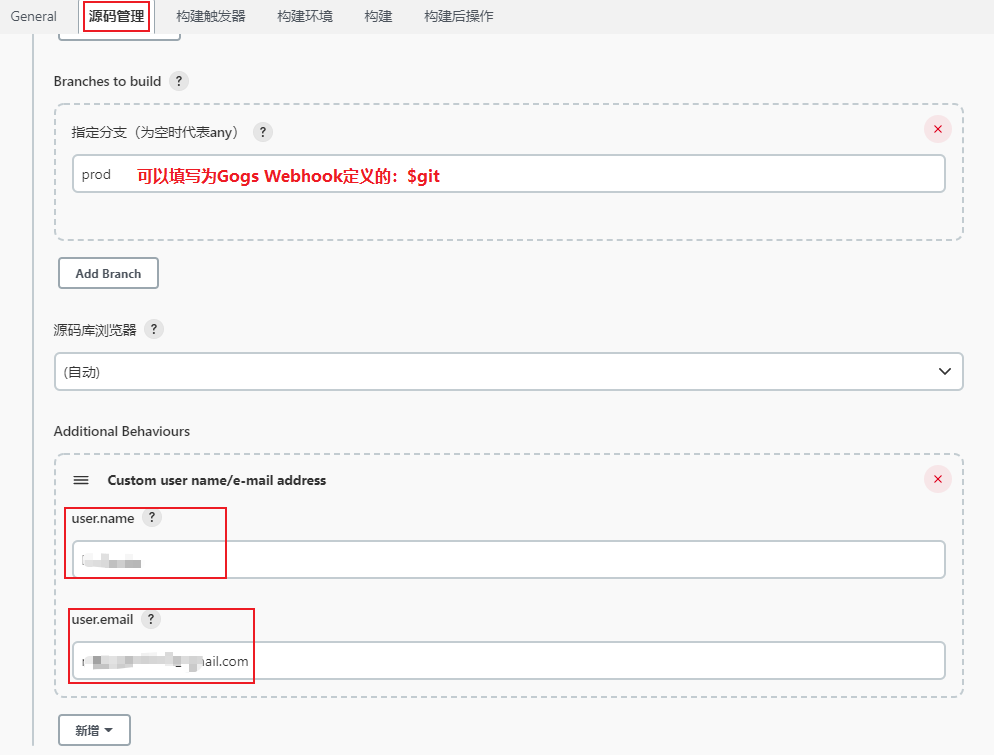 General 源码管理 构建触发器 构建环境 构建 构建后操作
Branches to build ?
指定分支（为空时代表any） ?
prod 可以填写为Gogs Webhook定义的：$git
Add Branch
源码库浏览器 ?
(自动)
Additional Behaviours
Custom user name/e-mail address
user.name ?
user.email ?
mail.com
新增